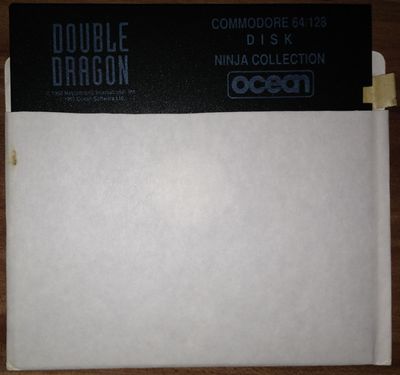 DOUBLE
DRAGON
COMMODORE 64/128
DISK
NINJA COLLECTION
ocean